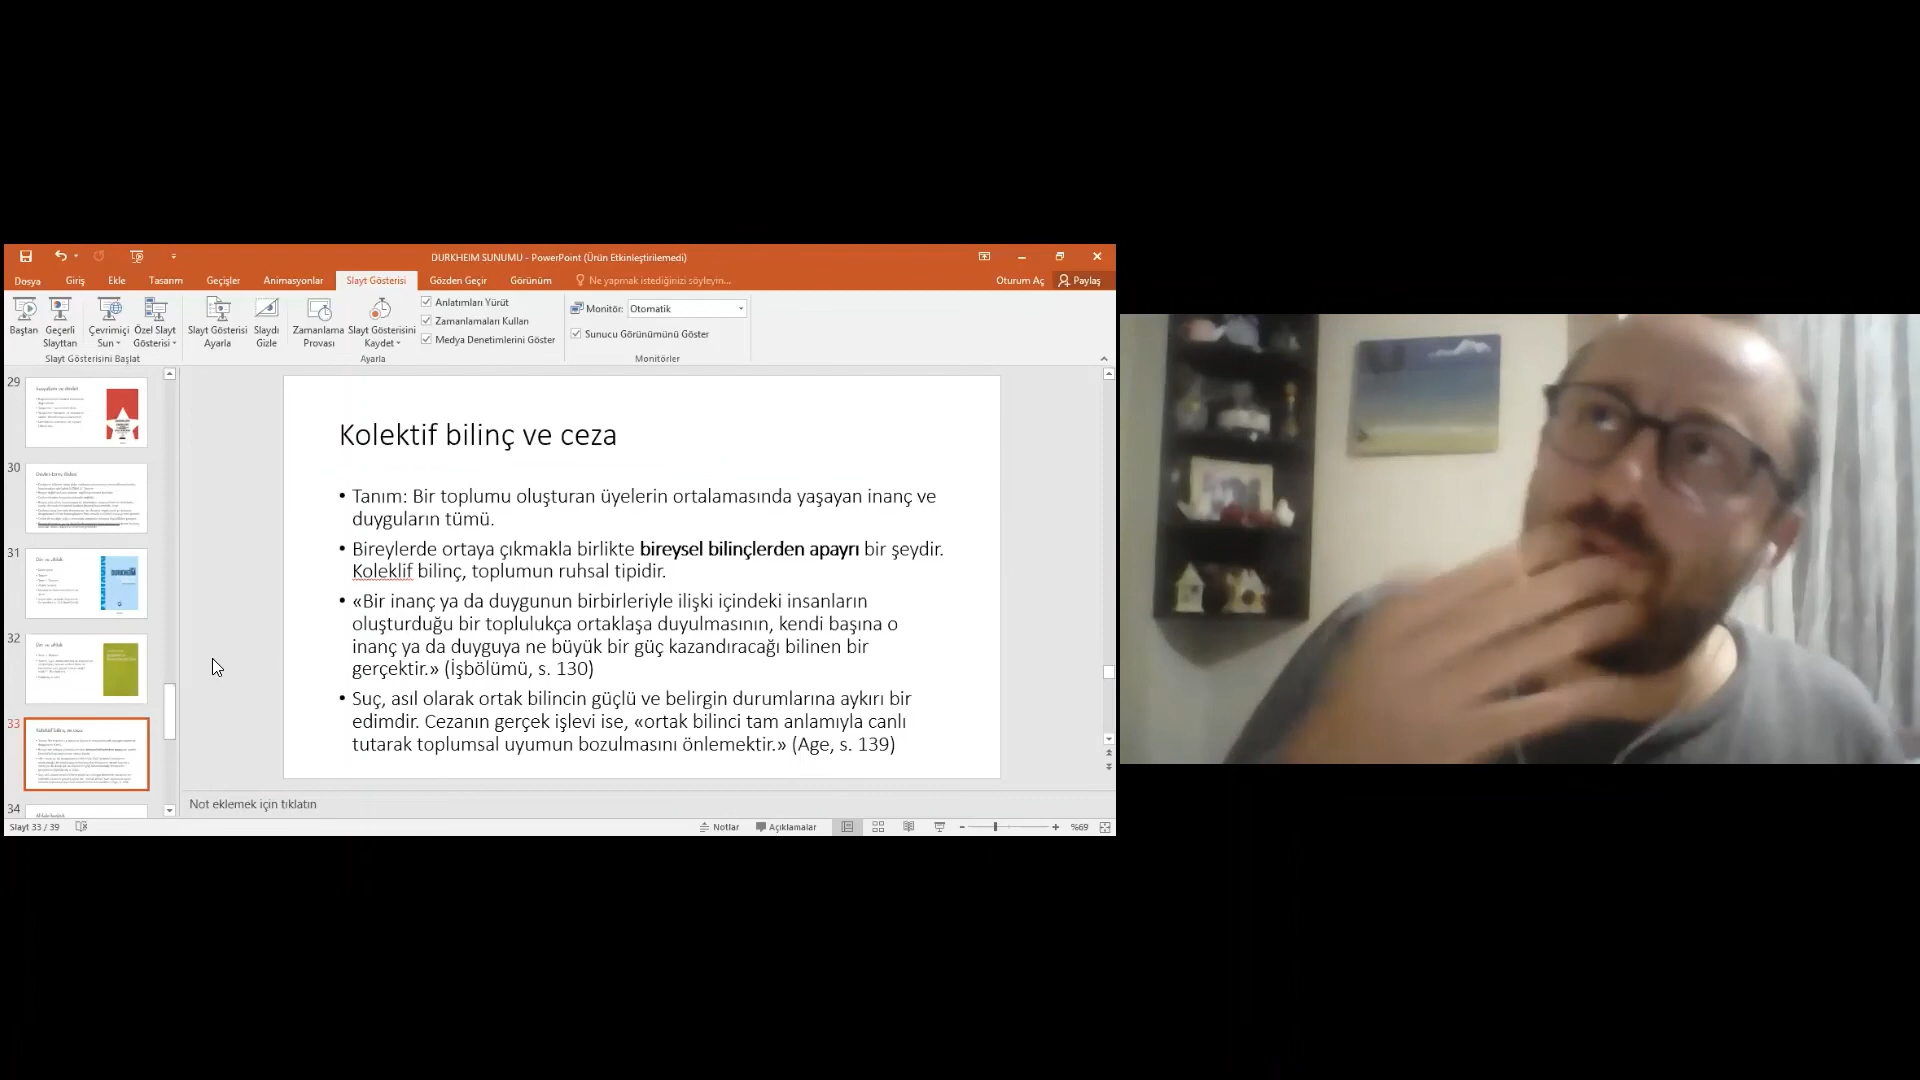 DURKHEIM SUNUMU - PowerPoint (Ürün Etkinleştirilemedi)
Dosya Giriş Ekle Tasarım Geçişler Animasyonlar Slayt Gösterisi Gözden Geçir Görünüm Ne yapmak istediğinizi söyleyin... Oturum Aç Paylaş
Baştan
Geçerli Slayttan
Çevrimiçi Sun
Özel Slayt Gösterisi
Slayt Gösterisini Başlat
Slayt Gösterisi Ayarla
Slaydı Gizle
Zamanlama Provası
Slayt Gösterisini Kaydet
Anlatımları Yürüt
Zamanlamaları Kullan
Medya Denetimlerini Göster
Ayarla
Monitör: Otomatik
Sunucu Görünümünü Göster
Monitörler
29
30
31
32
33
34
Kolektif bilinç ve ceza
• Tanım: Bir toplumu oluşturan üyelerin ortalamasında yaşayan inanç ve
duyguların tümü.
• Bireylerde ortaya çıkmakla birlikte bireysel bilinçlerden apayrı bir şeydir.
Koleklif bilinç, toplumun ruhsal tipidir.
• «Bir inanç ya da duygunun birbirleriyle ilişki içindeki insanların
oluşturduğu bir toplulukça ortaklaşa duyulmasının, kendi başına o
inanç ya da duyguya ne büyük bir güç kazandıracağı bilinen bir
gerçektir.» (İşbölümü, s. 130)
• Suç, asıl olarak ortak bilincin güçlü ve belirgin durumlarına aykırı bir
edimdir. Cezanın gerçek işlevi ise, «ortak bilinci tam anlamıyla canlı
tutarak toplumsal uyumun bozulmasını önlemektir.» (Age, s. 139)
Not eklemek için tıklatın
Slayt 33 / 39
Notlar Açıklamalar %69